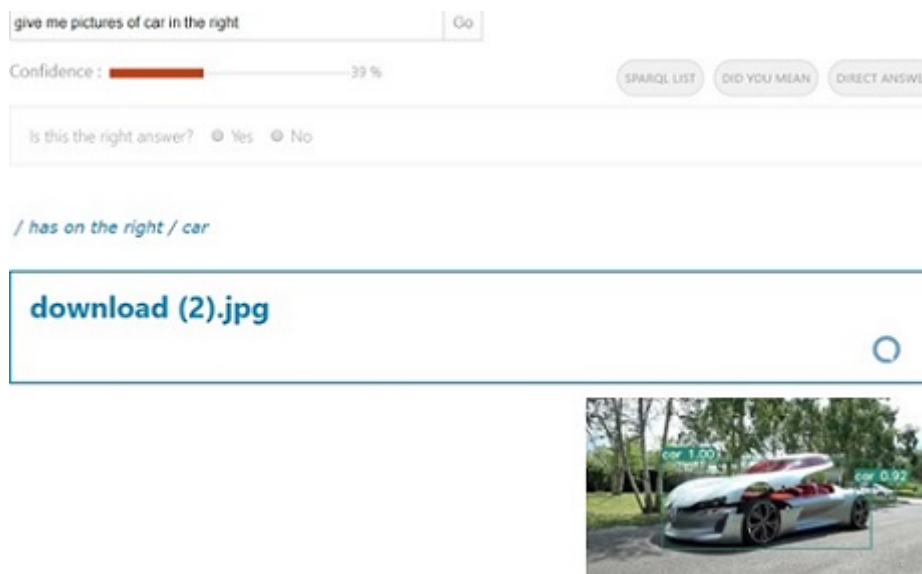 give me pictures of car in the right Go
Confidence : 39 % SPARQL LIST DID YOU MEAN DIRECT ANSWE
Is this the right answer? Yes No
/ has on the right / car
download (2).jpg
car 1.00
car 0.92